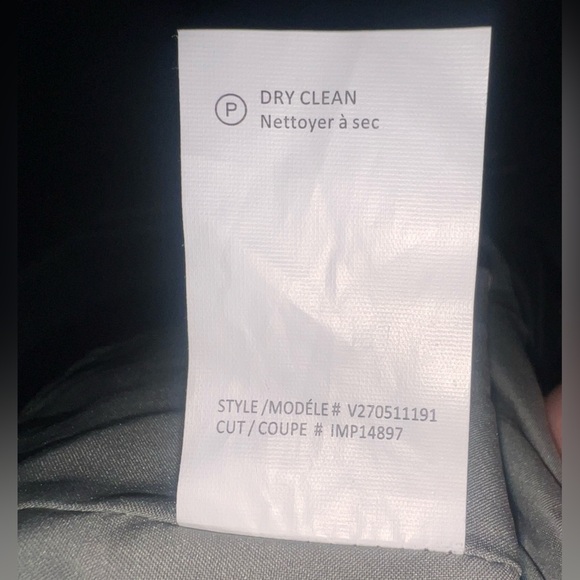 P DRY CLEAN
Nettoyer à sec
STYLE /MODÉLE # V270511191
CUT / COUPE # IMP14897